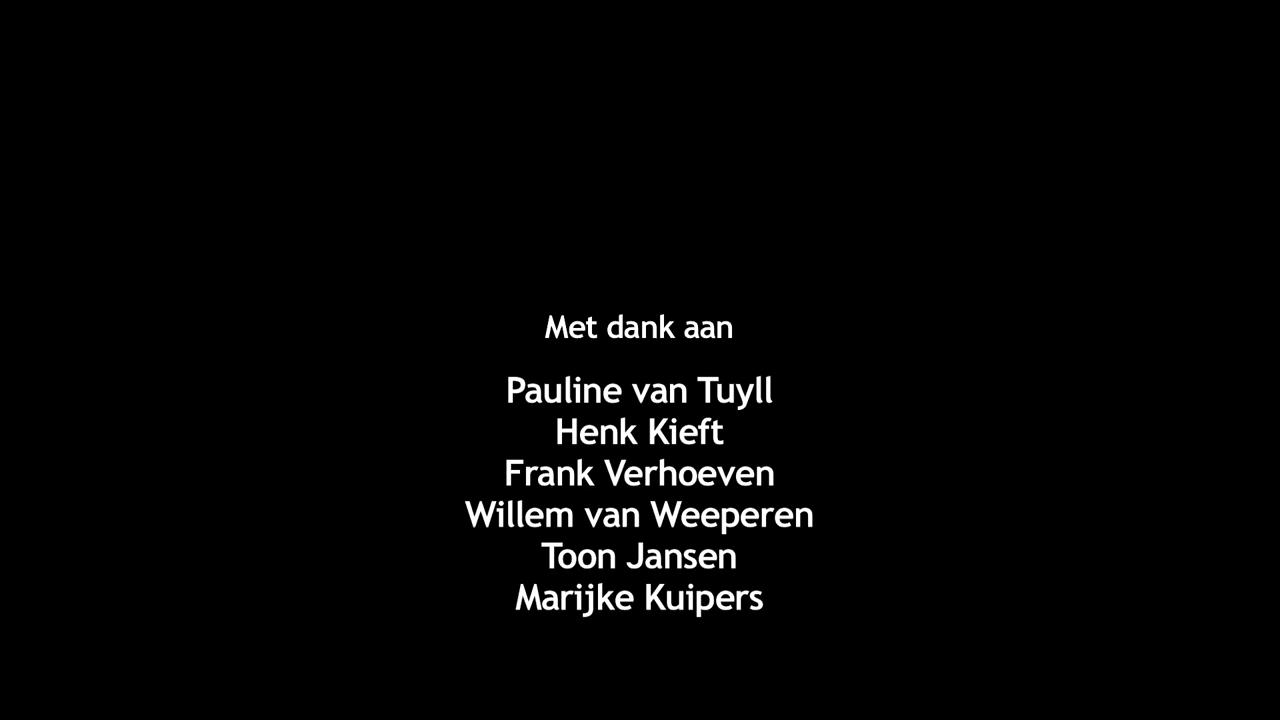 Met dank aan
Pauline van Tuyll
Henk Kieft
Frank Verhoeven
Willem van Weeperen
Toon Jansen
Marijke Kuipers